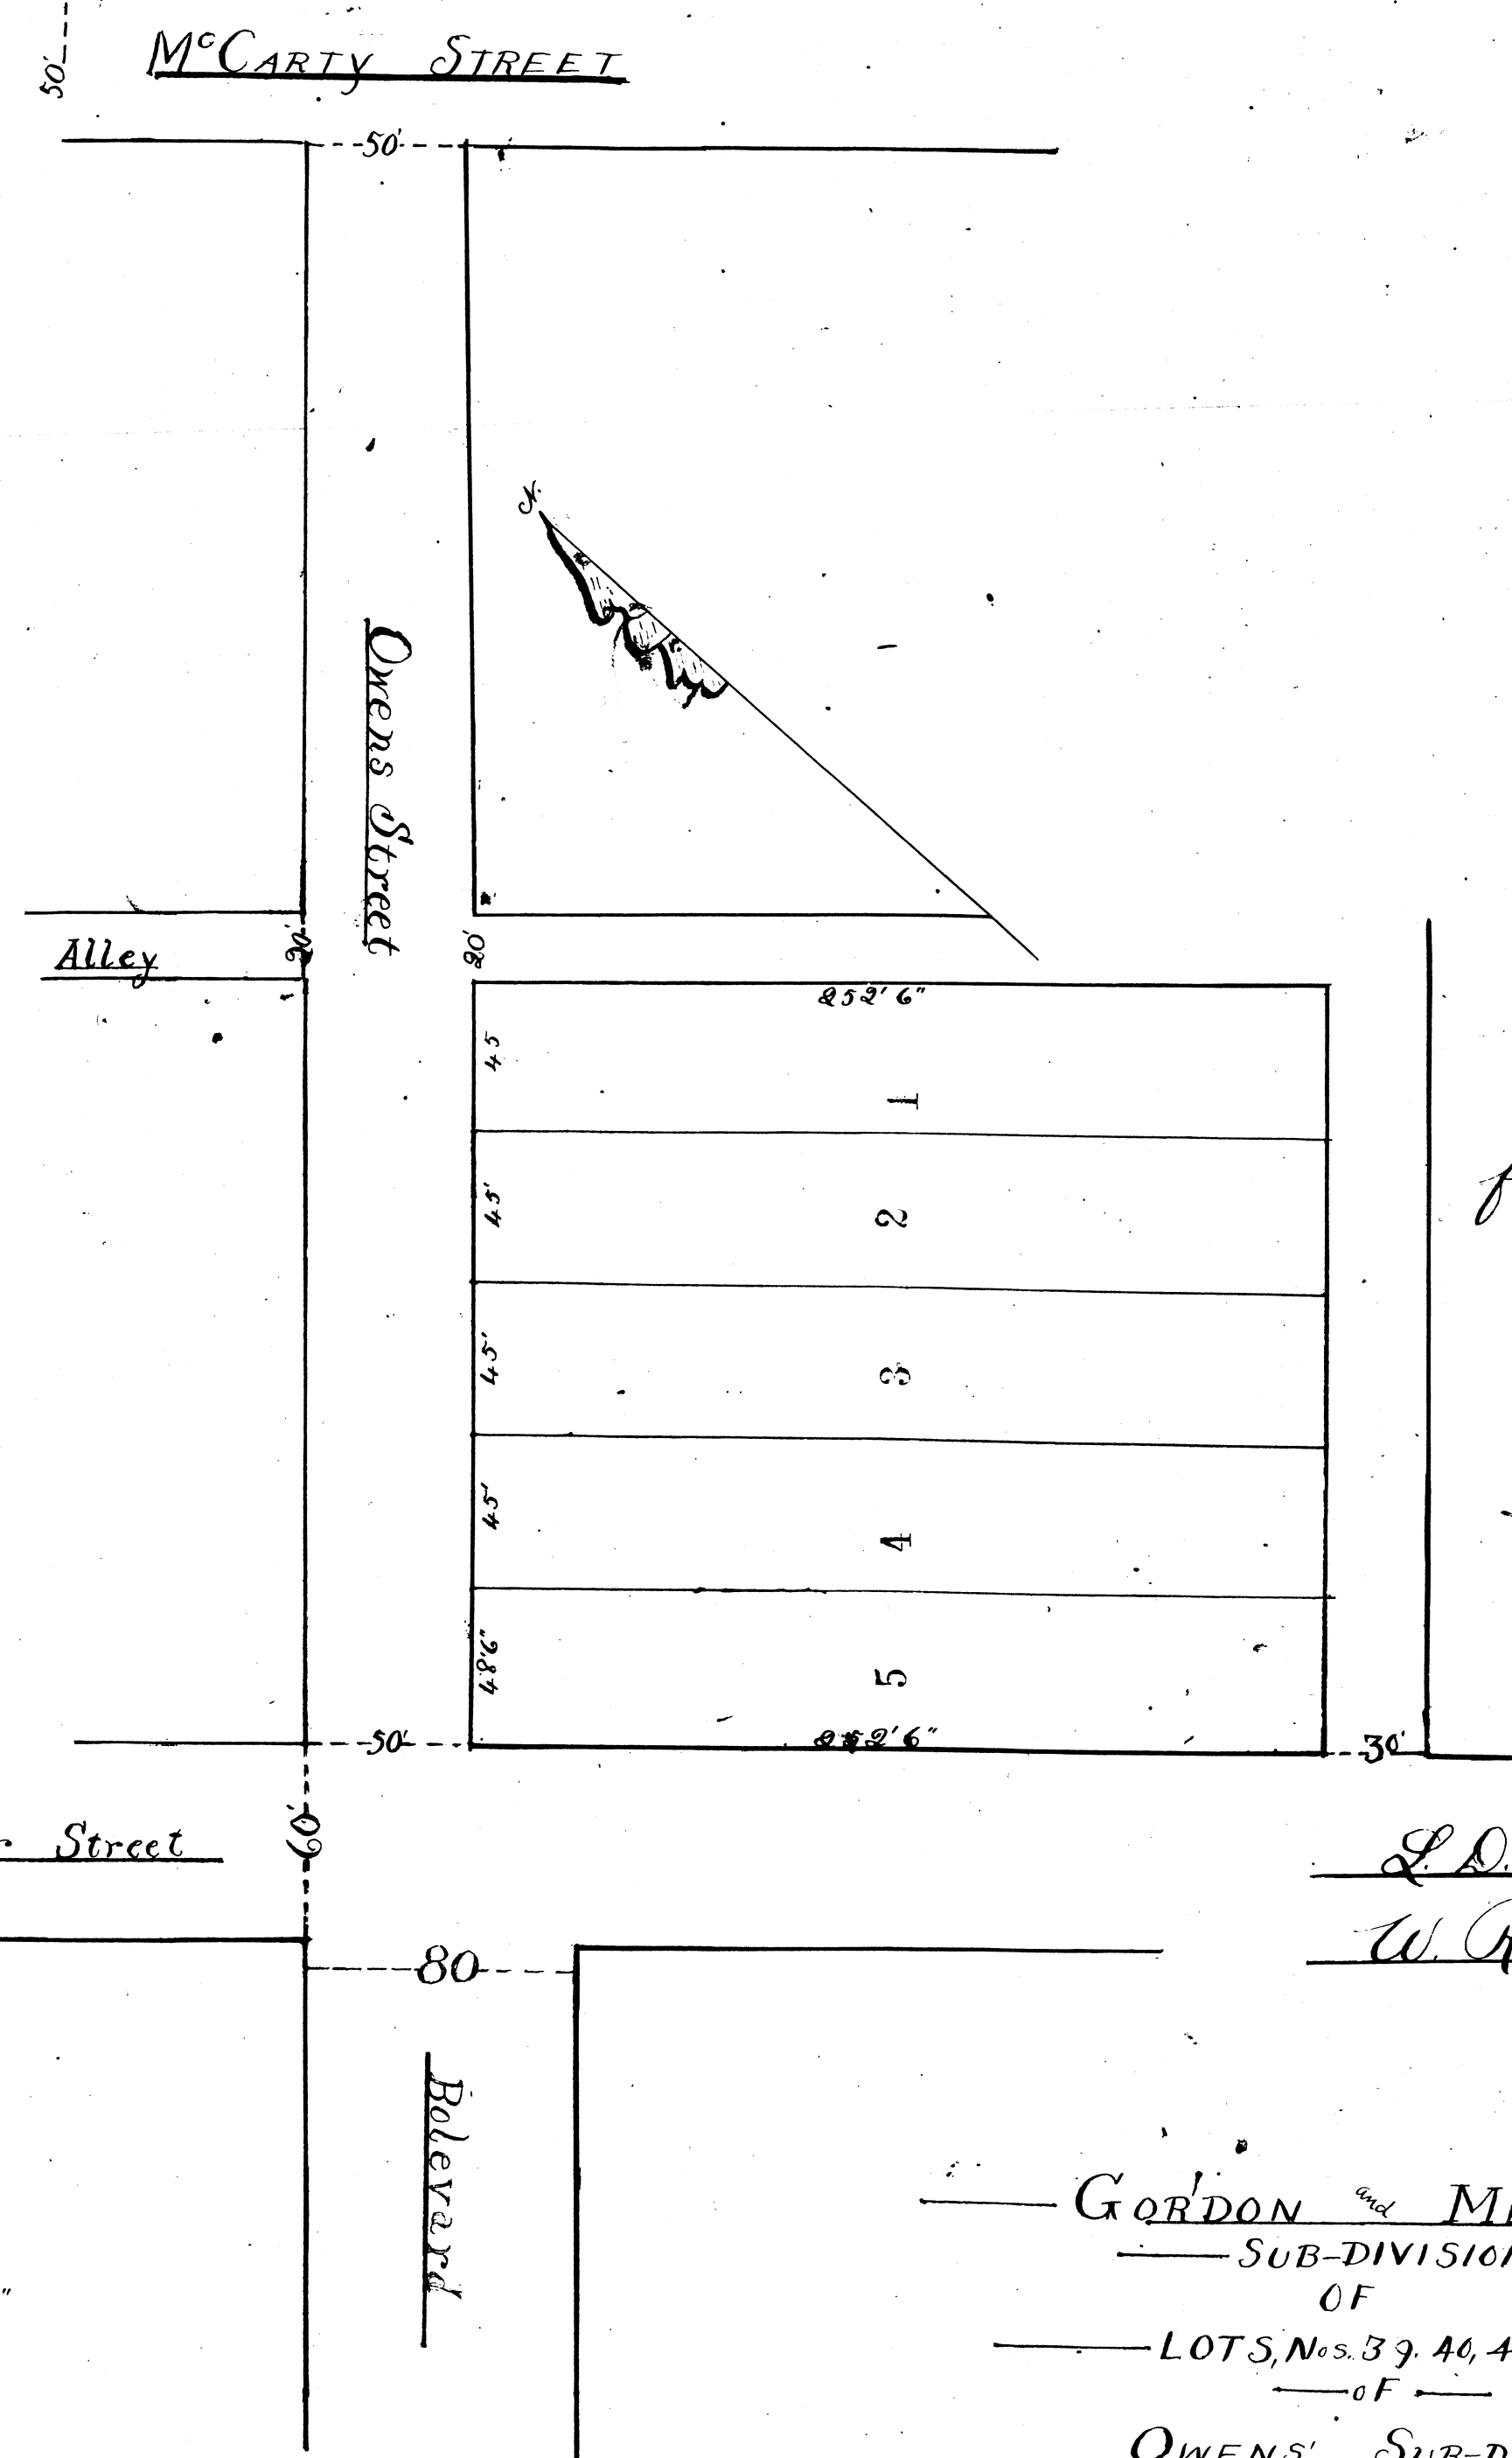 50'
McCARTY STREET
50'
N.
Owens Street
Alley
20'
20'
252' 6"
45
1
45'
2
45'
3
45'
4
48'6"
5
252' 6"
50'
30'
Street
60'
L. D.
W.
80
Bolevard
GORDON and M
SUB-DIVISION
OF
LOTS, Nos. 39. 40, 4
OF
OWENS' SUB-D
"